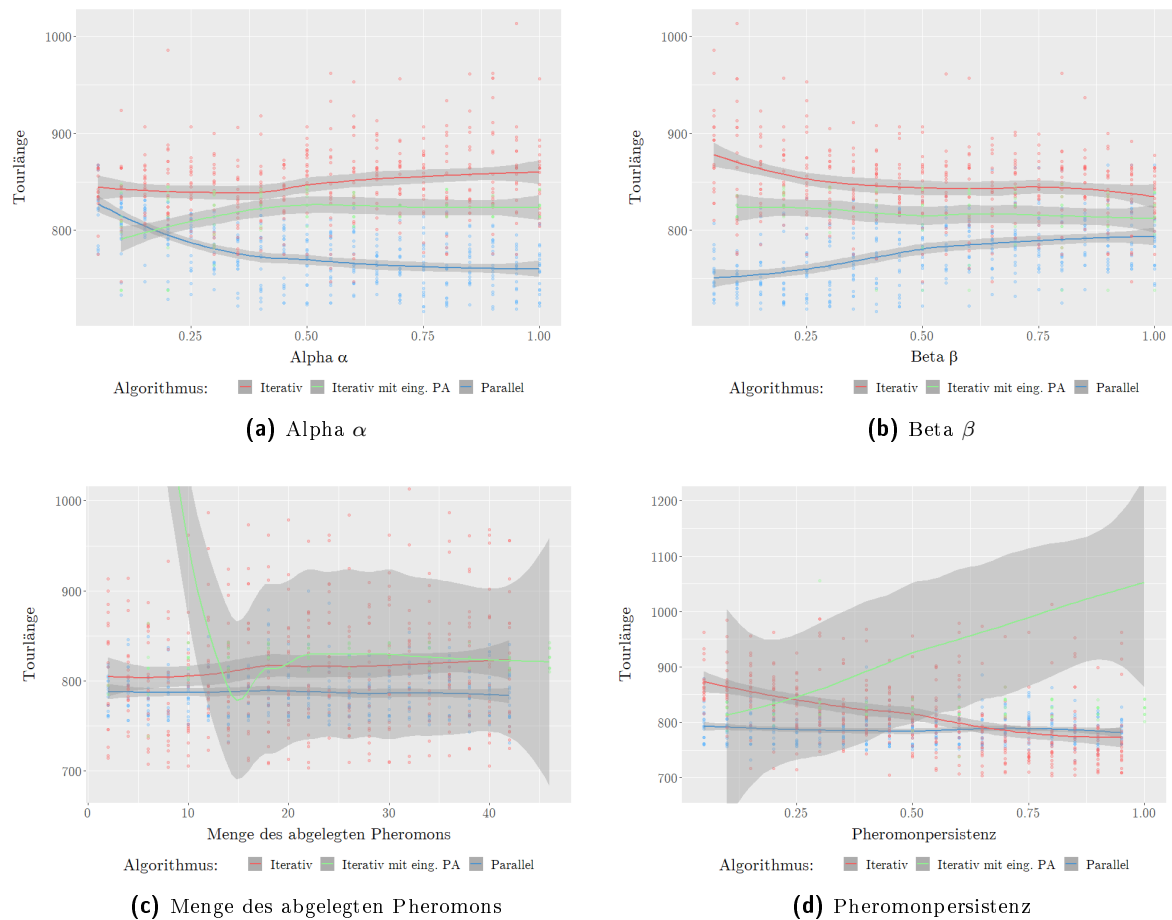 1000
900
800
Tourlänge
0.25 0.50 0.75 1.00
Alpha α
Algorithmus: Iterativ Iterativ mit eing. PA Parallel
(a) Alpha α
1000
900
800
Tourlänge
0.25 0.50 0.75 1.00
Beta β
Algorithmus: Iterativ Iterativ mit eing. PA Parallel
(b) Beta β
1000
900
800
700
Tourlänge
0 10 20 30 40
Menge des abgelegten Pheromons
Algorithmus: Iterativ Iterativ mit eing. PA Parallel
(c) Menge des abgelegten Pheromons
1200
1100
1000
900
800
700
Tourlänge
0.25 0.50 0.75 1.00
Pheromonpersistenz
Algorithmus: Iterativ Iterativ mit eing. PA Parallel
(d) Pheromonpersistenz